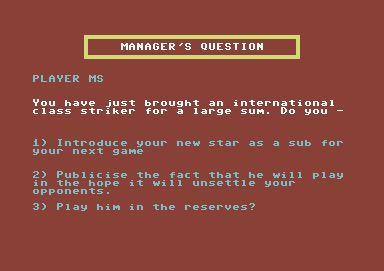 MANAGER'S QUESTION
PLAYER MS
You have just brought an international
class striker for a large sum. Do you -
1) Introduce your new star as a sub for
your next game
2) Publicise the fact that he will play
in the hope it will unsettle your
opponents.
3) Play him in the reserves?